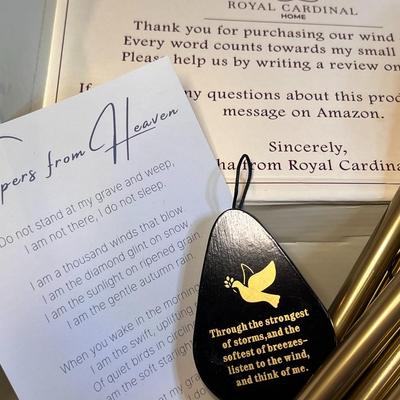 ROYAL CARDINAL
HOME
Thank you for purchasing our wind
Every word counts towards my small
Please help us by writing a review on
If any questions about this prod
message on Amazon.
Sincerely,
from Royal Cardina
pers from Heaven
Do not stand at my grave and weep,
I am not there, I do not sleep.
I am a thousand winds that blow
I am the diamond glint on snow
I am the sunlight on ripened grain
I am the gentle autumn rain.
When you wake in the morning
I am the swift, uplifting
Of quiet birds in circling
I am the soft starlight
at my gra
I do
Through the strongest
of storms,and the
softest of breezes–
listen to the wind,
and think of me.